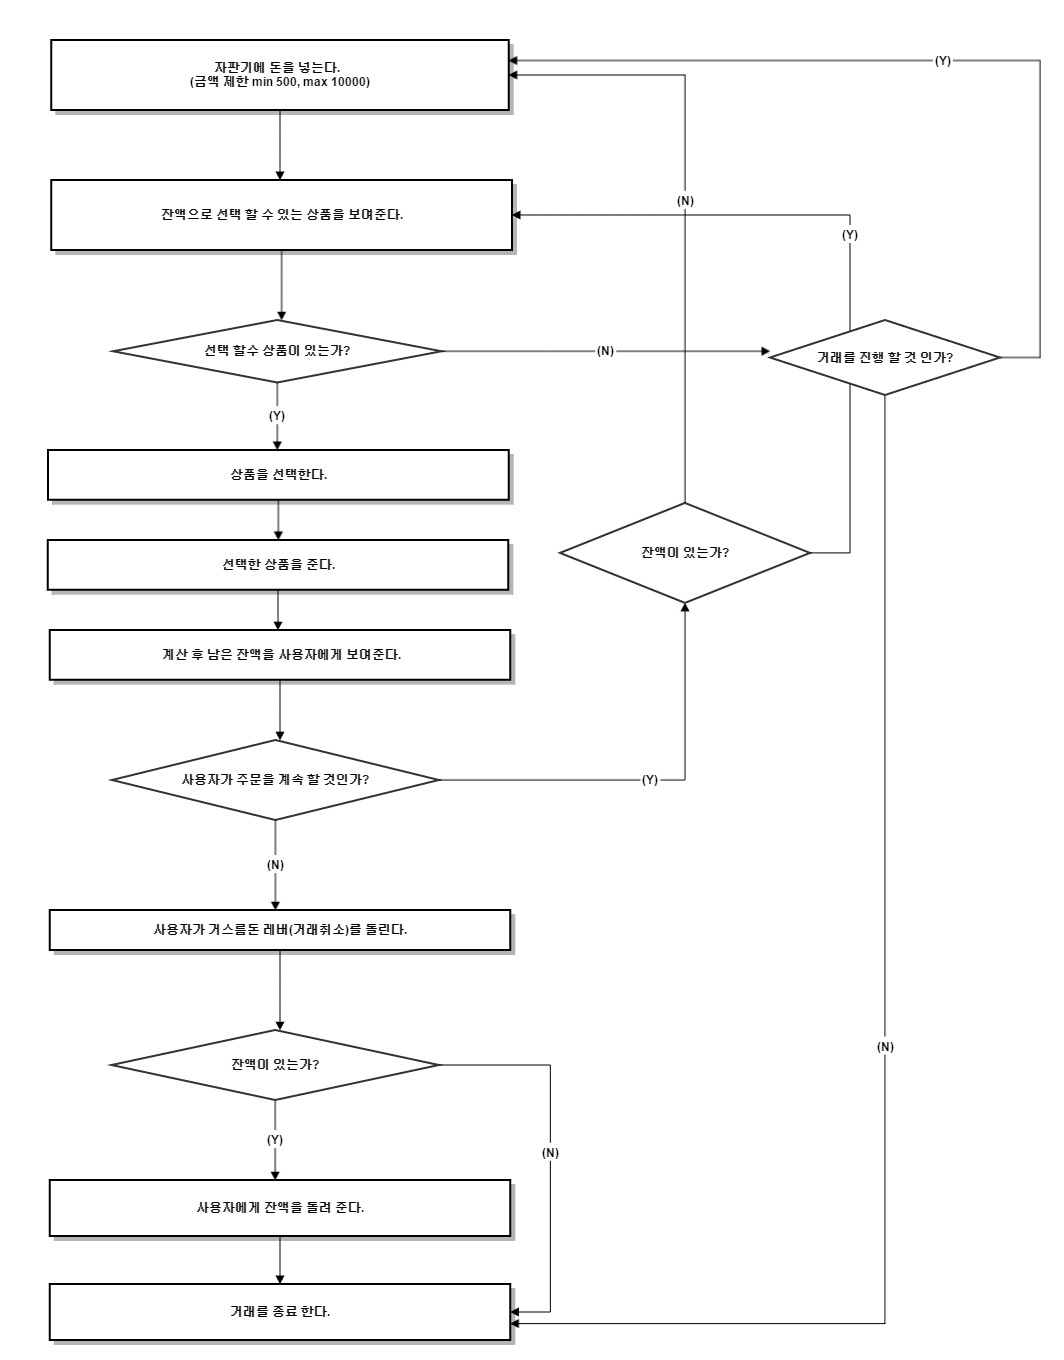 자판기에 돈을 넣는다.
(금액 제한 min 500, max 10000)
(Y)
(N)
잔액으로 선택 할 수 있는 상품을 보여준다.
(Y)
선택 할수 상품이 있는가?
(N)
거래를 진행 할 것 인가?
(Y)
상품을 선택한다.
잔액이 있는가?
선택한 상품을 준다.
계산 후 남은 잔액을 사용자에게 보여준다.
사용자가 주문을 계속 할 것인가?
(Y)
(N)
사용자가 거스름돈 레버(거래취소)를 돌린다.
(N)
잔액이 있는가?
(Y)
(N)
사용자에게 잔액을 돌려 준다.
거래를 종료 한다.